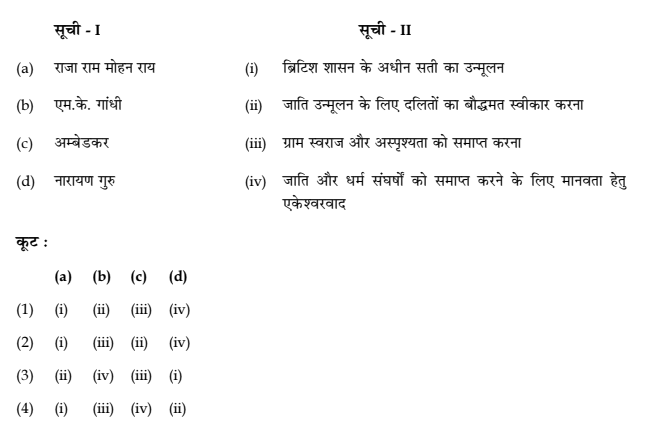 सूची - I सूची - II
(a) राजा राम मोहन राय (i) ब्रिटिश शासन के अधीन सती का उन्मूलन
(b) एम.के. गांधी (ii) जाति उन्मूलन के लिए दलितों का बौद्धमत स्वीकार करना
(c) अम्बेडकर (iii) ग्राम स्वराज और अस्पृश्यता को समाप्त करना
(d) नारायण गुरु (iv) जाति और धर्म संघर्षों को समाप्त करने के लिए मानवता हेतु
एकेश्वरवाद
कूट :
(a) (b) (c) (d)
(1) (i) (ii) (iii) (iv)
(2) (i) (iii) (ii) (iv)
(3) (ii) (iv) (iii) (i)
(4) (i) (iii) (iv) (ii)